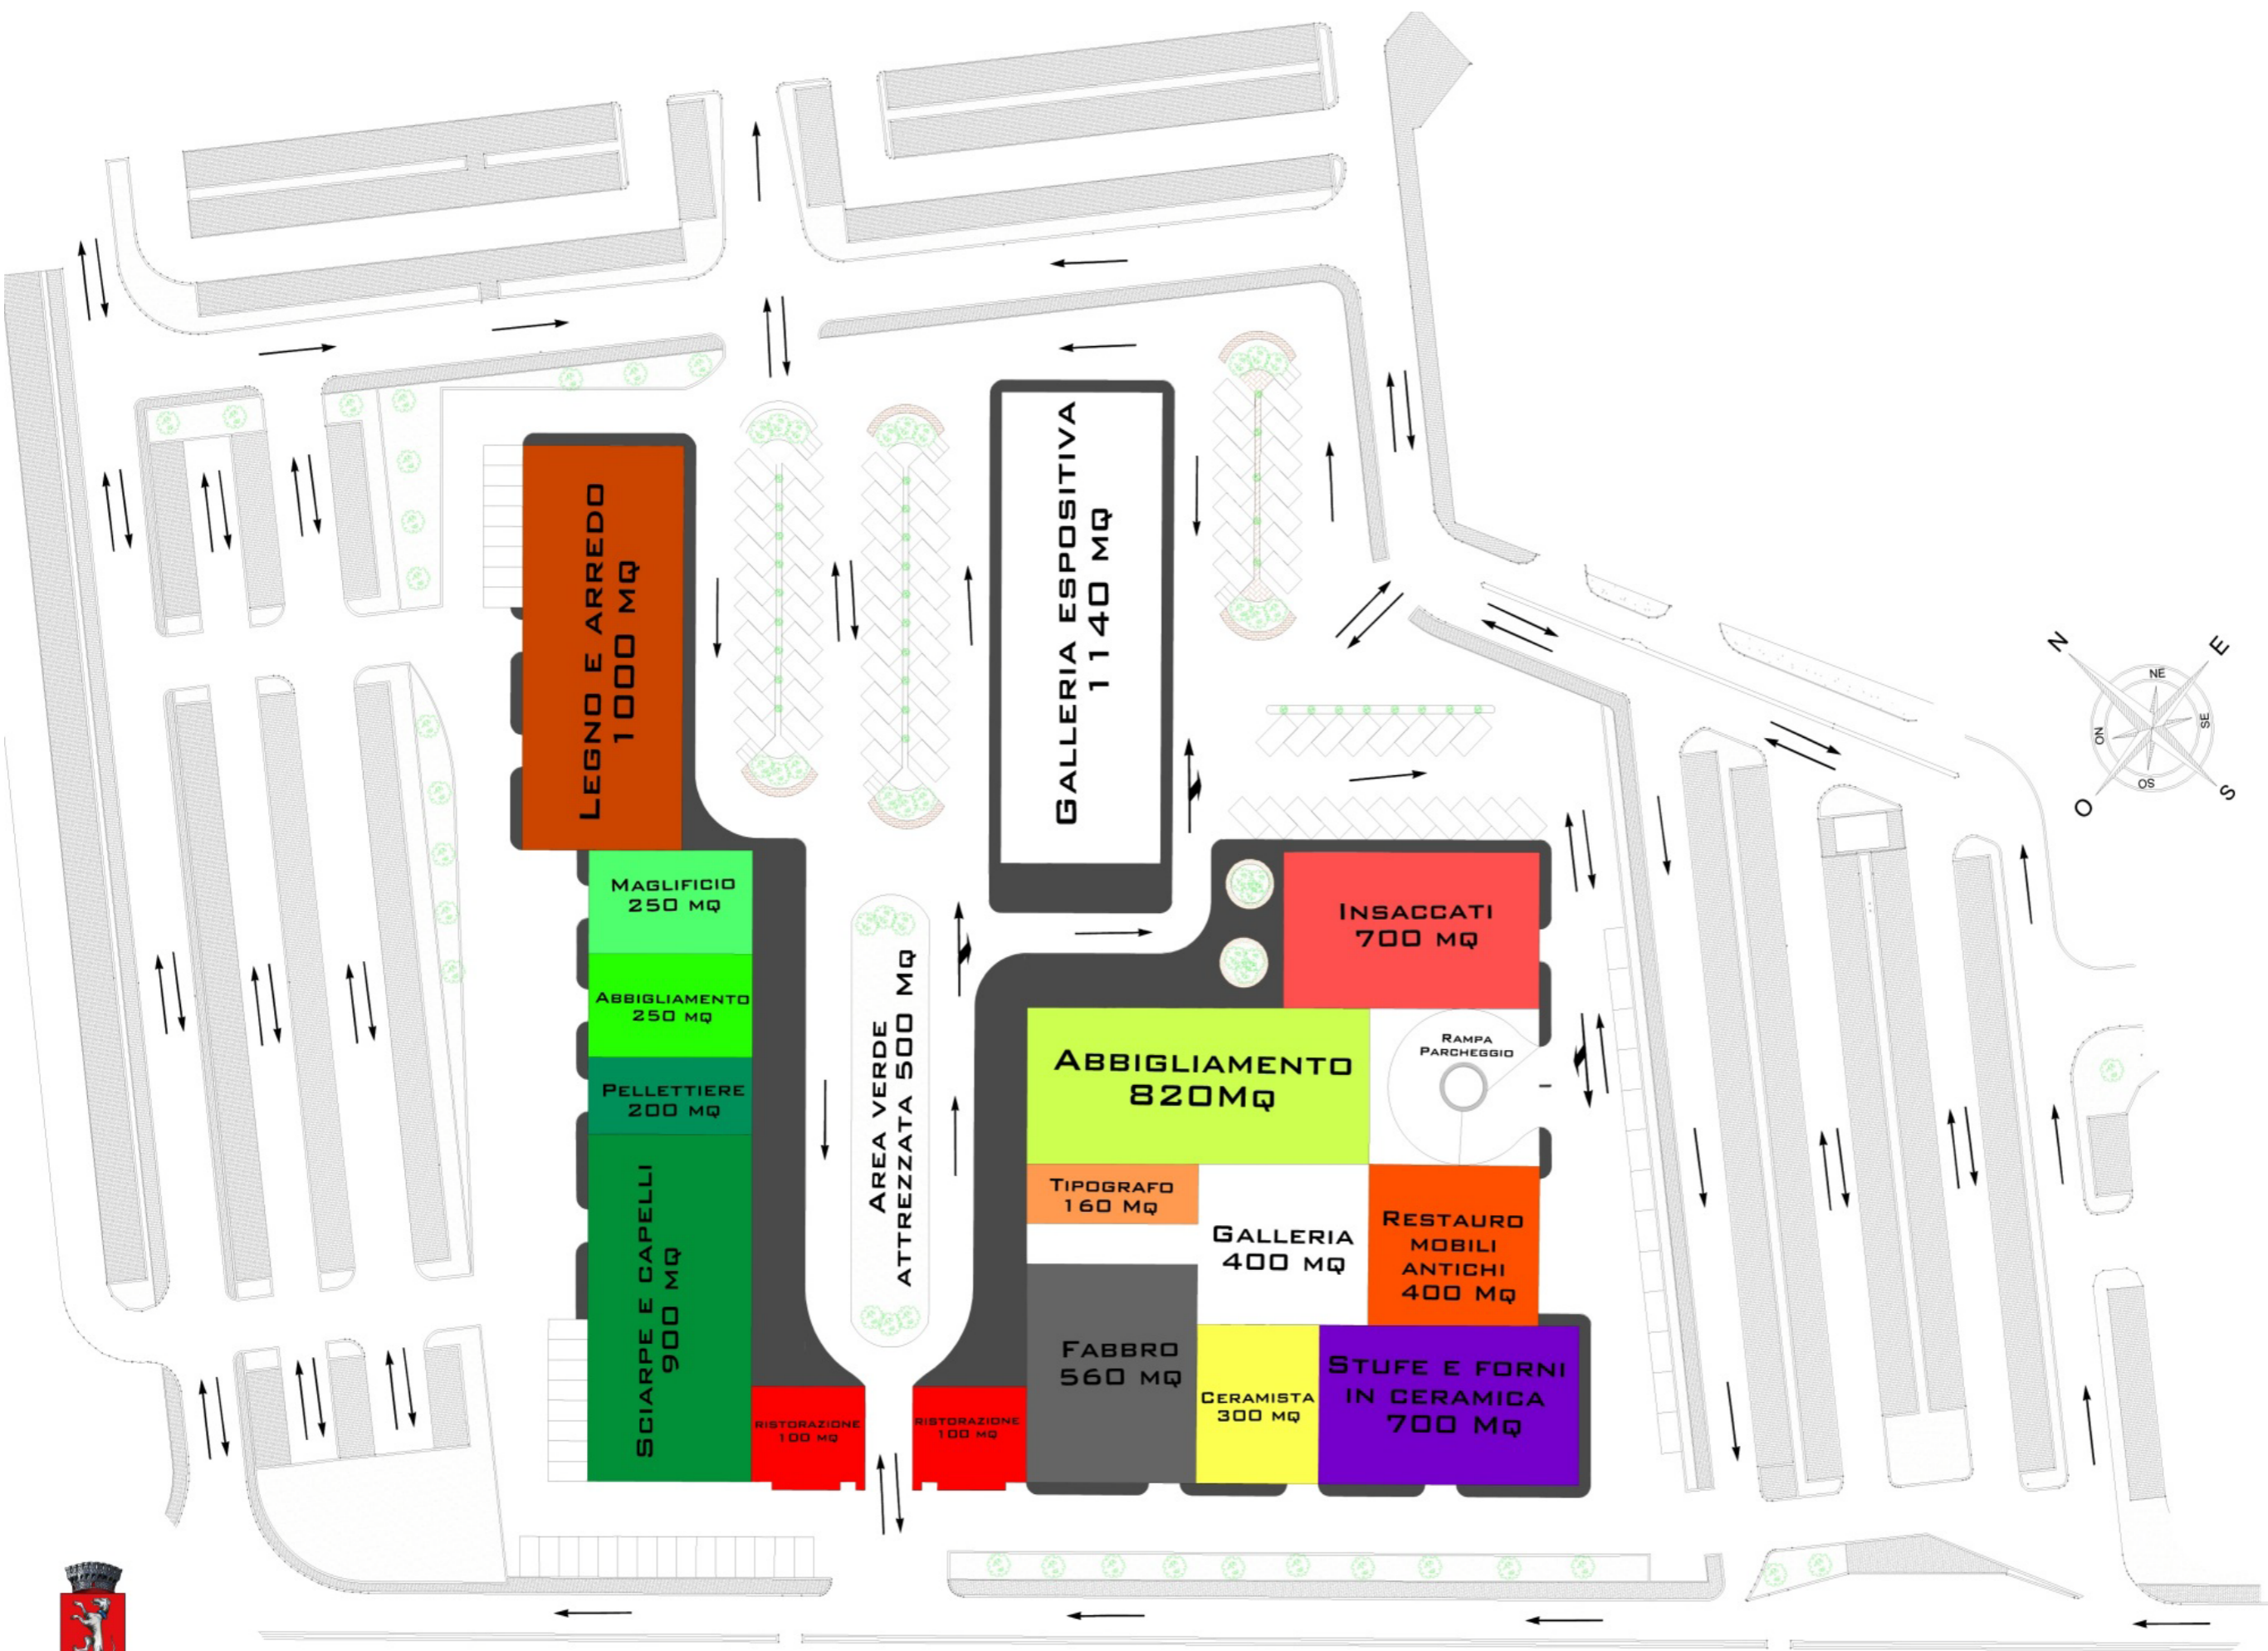 LEGNO E ARREDO
1000 MQ
GALLERIA ESPOSITIVA
1140 MQ
N
E
NE
NO
SE
OS
O
S
MAGLIFICIO
250 MQ
ABBIGLIAMENTO
250 MQ
PELLETTIERE
200 MQ
SCIARPE E CAPELLI
900 MQ
AREA VERDE
ATTREZZATA 500 MQ
INSACCATI
700 MQ
ABBIGLIAMENTO
820MQ
RAMPA
PARCHEGGIO
TIPOGRAFO
160 MQ
GALLERIA
400 MQ
RESTAURO
MOBILI
ANTICHI
400 MQ
FABBRO
560 MQ
CERAMISTA
300 MQ
STUFE E FORNI
IN CERAMICA
700 MQ
RISTORAZIONE
100 MQ
RISTORAZIONE
100 MQ